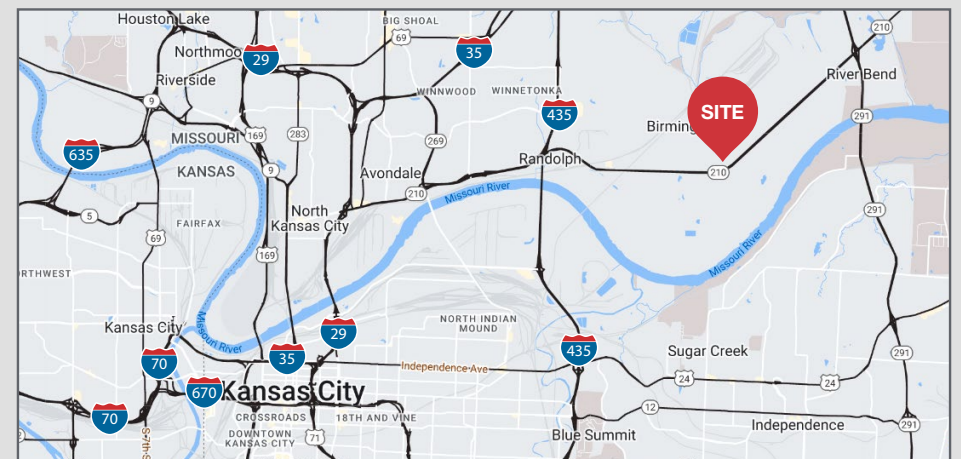 Houston Lake
BIG SHOAL
69
210
Northmoo
29
35
River Bend
Riverside
WINNWOOD
WINNETONKA
9
SITE
435
291
Birming
MISSOURI
169
283
269
635
KANSAS
9
Avondale
Randolph
210
210
Missouri River
5
FAIRFAX
North
Kansas City
291
69
169
Missouri River
RTHWEST
Kansas City
Missouri River
29
NORTH INDIAN
MOUND
435
Sugar Creek
291
70
35
Independence Ave
24
24
670
Kansas City
12
70
CROSSROADS
18TH AND VINE
Independence
291
S 7th S
DOWNTOWN
KANSAS CITY
71
Blue Summit